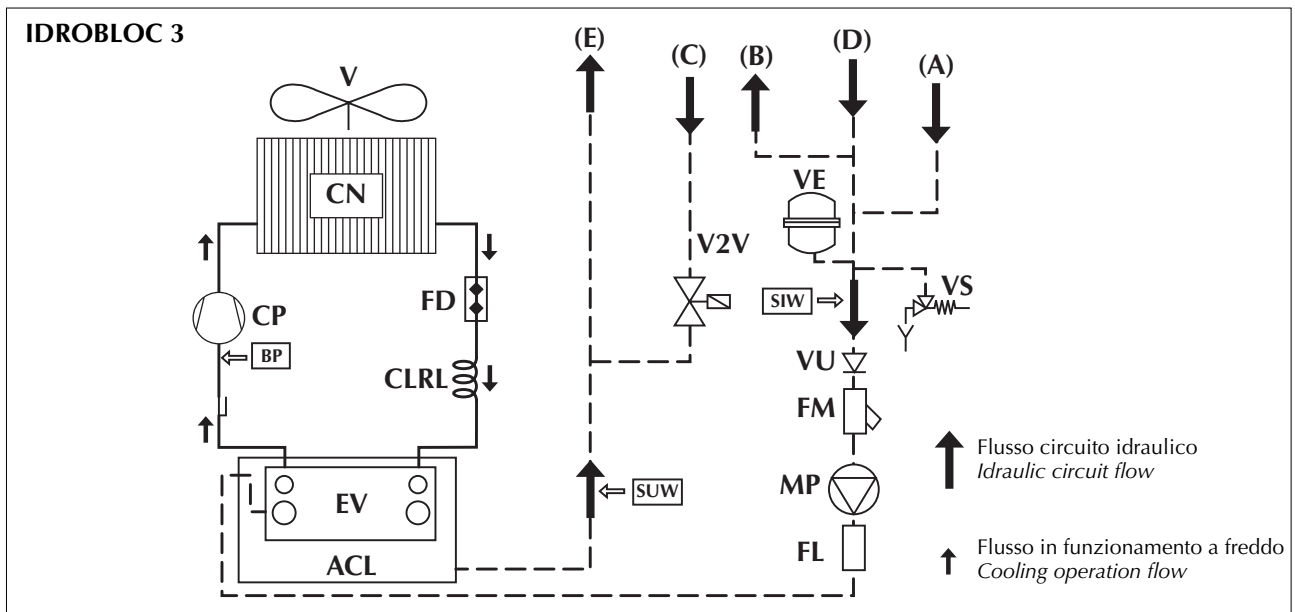 IDROBLOC 3
(E)
(C)
(B)
(D)
(A)
V
CN
VE
V2V
FD
CP
SIW
VS
BP
CLRL
VU
FM
Flusso circuito idraulico
Idraulic circuit flow
MP
SUW
EV
FL
ACL
Flusso in funzionamento a freddo
Cooling operation flow